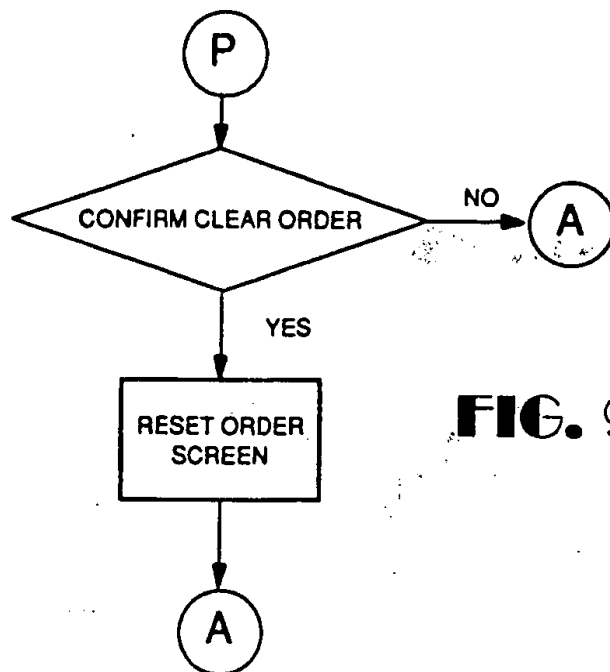 P
CONFIRM CLEAR ORDER
NO
A
YES
RESET ORDER
SCREEN
FIG.
A